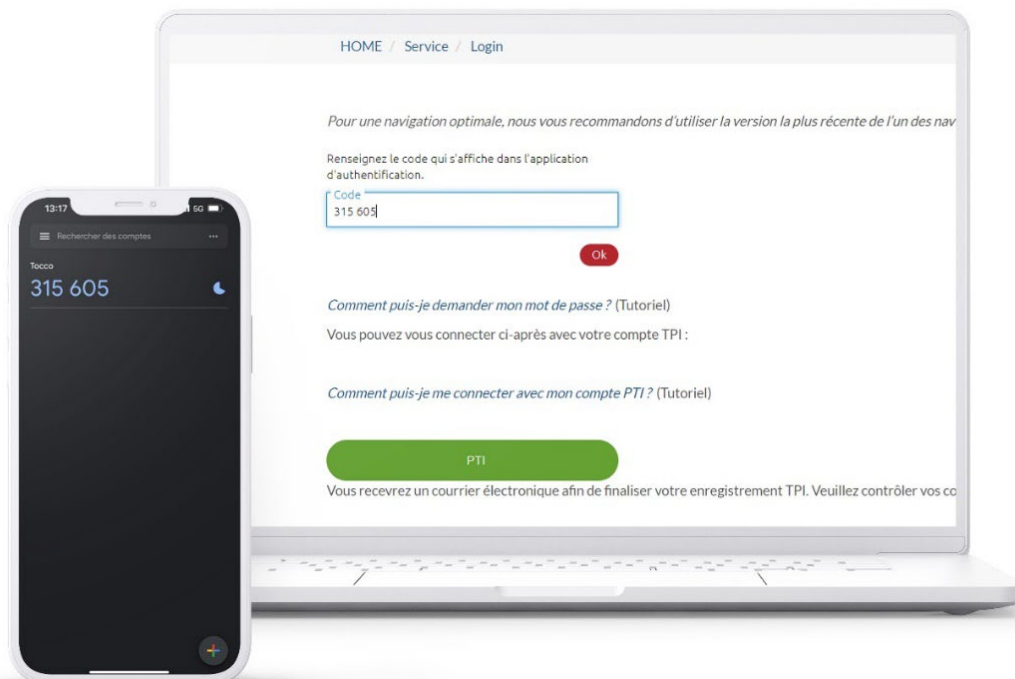 HOME / Service / Login
Pour une navigation optimale, nous vous recommandons d'utiliser la version la plus récente de l'un des nav
Renseignez le code qui s'affiche dans l'application
d'authentification.
Code
315 605
Ok
Comment puis-je demander mon mot de passe ? (Tutoriel)
Vous pouvez vous connecter ci-après avec votre compte TPI :
Comment puis-je me connecter avec mon compte PTI ? (Tutoriel)
PTI
Vous recevrez un courrier électronique afin de finaliser votre enregistrement TPI. Veuillez contrôler vos co
13:17
5G
Rechercher des comptes
Tocco
315 605